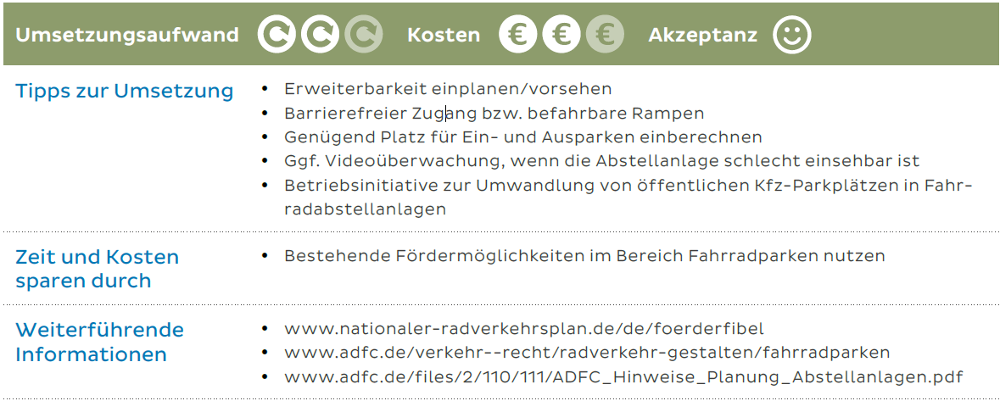 Umsetzungsaufwand Kosten € € € Akzeptanz
Tipps zur Umsetzung
• Erweiterbarkeit einplanen/vorsehen
• Barrierefreier Zugang bzw. befahrbare Rampen
• Genügend Platz für Ein- und Ausparken einberechnen
• Ggf. Videoüberwachung, wenn die Abstellanlage schlecht einsehbar ist
• Betriebsinitiative zur Umwandlung von öffentlichen Kfz-Parkplätzen in Fahr-
radabstellanlagen
Zeit und Kosten
sparen durch
• Bestehende Fördermöglichkeiten im Bereich Fahrradparken nutzen
Weiterführende
Informationen
• www.nationaler-radverkehrsplan.de/de/foerderfibel
• www.adfc.de/verkehr--recht/radverkehr-gestalten/fahrradparken
• www.adfc.de/files/2/110/111/ADFC_Hinweise_Planung_Abstellanlagen.pdf